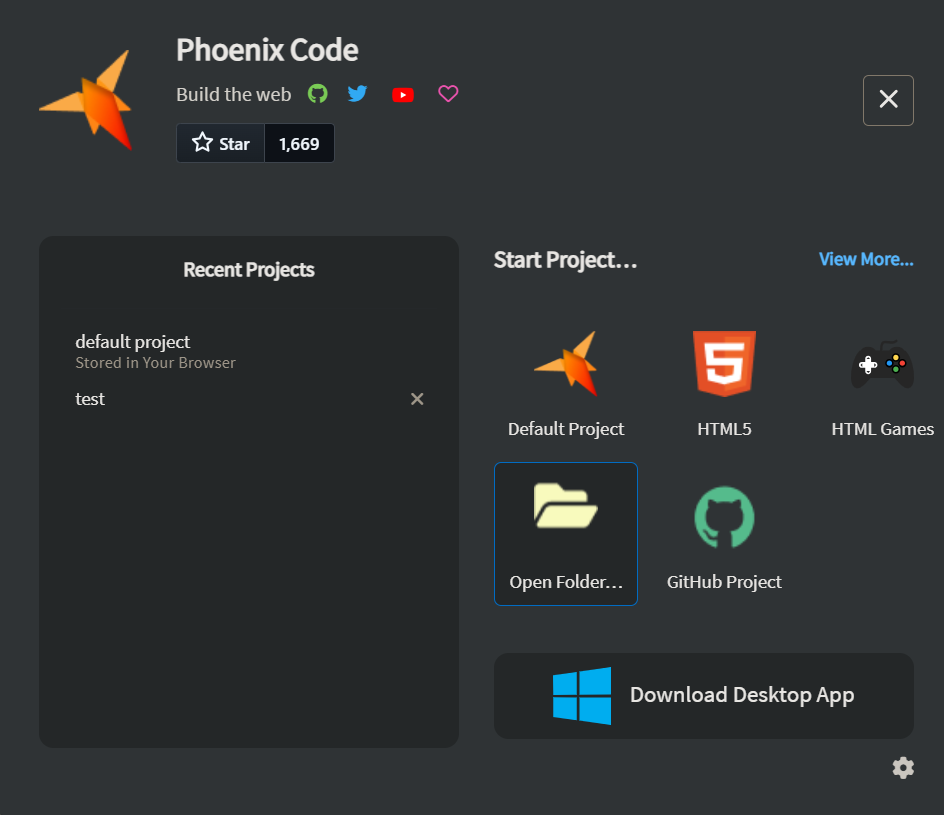 Phoenix Code
Build the web
Star 1,669
Recent Projects
default project
Stored in Your Browser
test
Start Project...
View More...
Default Project
HTML5
HTML Games
Open Folder...
GitHub Project
Download Desktop App